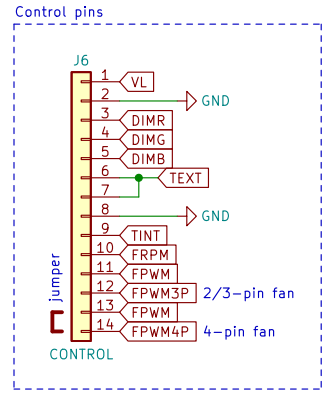 Control pins
J6
1 VL
2 GND
3 DIMR
4 DIMG
5 DIMB
6 TEXT
7
8 GND
9 TINT
10 FRPM
11 FPWM
12 FPWM3P 2/3-pin fan
13 FPWM
14 FPWM4P 4-pin fan
jumper
CONTROL